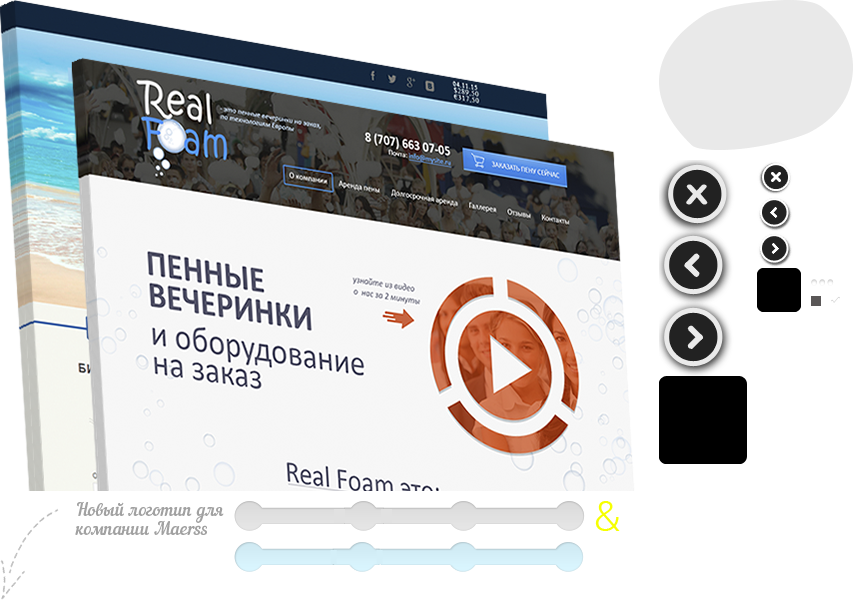 04.11.15
$289,50
€317,50
Real
Foam
- это пенные вечеринки на заказ,
по технологиям Европы
8 (707) 663 07-05
Почта: info@mysite.ru
ЗАКАЗАТЬ ПЕНУ СЕЙЧАС
О компании Аренда пены Долгосрочная аренда Галлерея Отзывы Контакты
ПЕННЫЕ
ВЕЧЕРИНКИ
и оборудование
на заказ
узнайте из видео
о нас за 2 минуты
БИ
Real Foam это:
Новый логотип для
компании Maerss
&